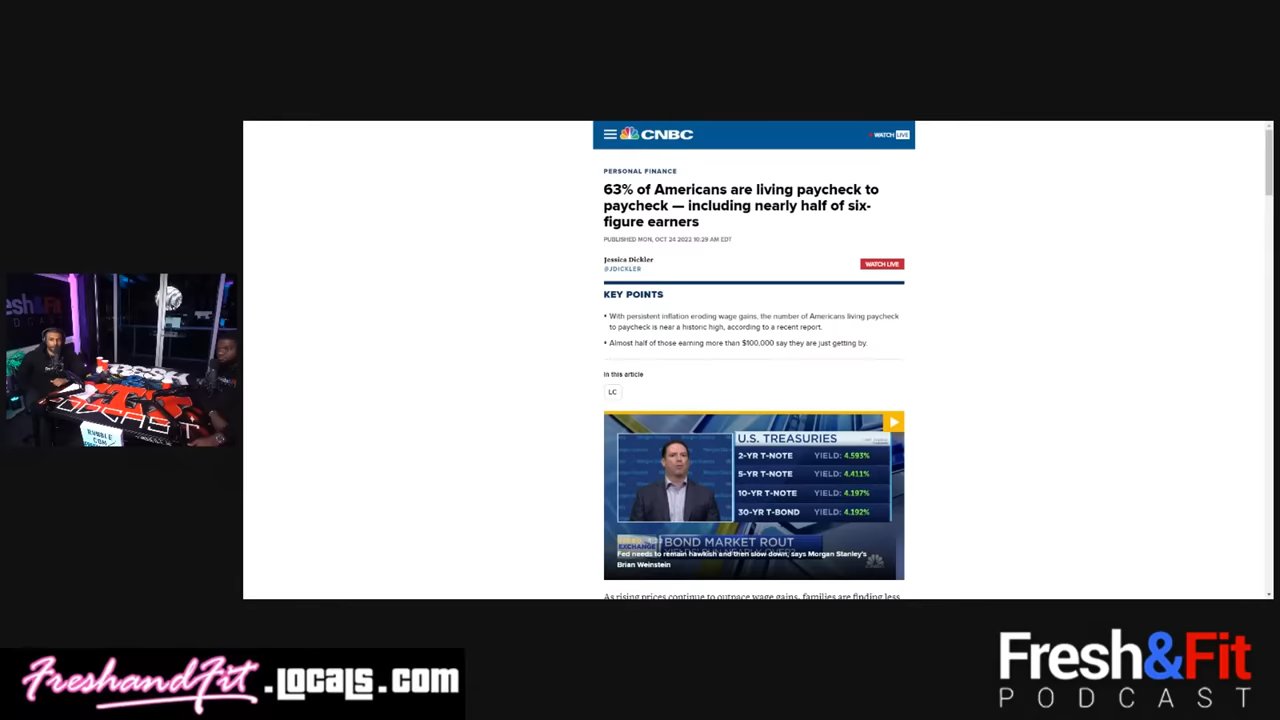 CNBC
WATCH LIVE
PERSONAL FINANCE
63% of Americans are living paycheck to
paycheck — including nearly half of six-
figure earners
PUBLISHED MON, OCT 24 2022 10:29 AM EDT
Jessica Dickler
@JDICKLER
WATCH LIVE
KEY POINTS
• With persistent inflation eroding wage gains, the number of Americans living paycheck
to paycheck is near a historic high, according to a recent report.
• Almost half of those earning more than $100,000 say they are just getting by.
In this article
LC
U.S. TREASURIES
2-YR T-NOTE YIELD: 4.593%
5-YR T-NOTE YIELD: 4.411%
10-YR T-NOTE YIELD: 4.197%
30-YR T-BOND YIELD: 4.192%
EXCHANGE
BOND MARKET ROUT
Fed needs to remain hawkish and then slow down, says Morgan Stanley's
Brian Weinstein
As rising prices continue to outpace wage gains, families are finding less
esh&Fit
PODCAST
PODCAST
RUMBLE
.COM
FreshandFit.Locals.com
Fresh&Fit
PODCAST